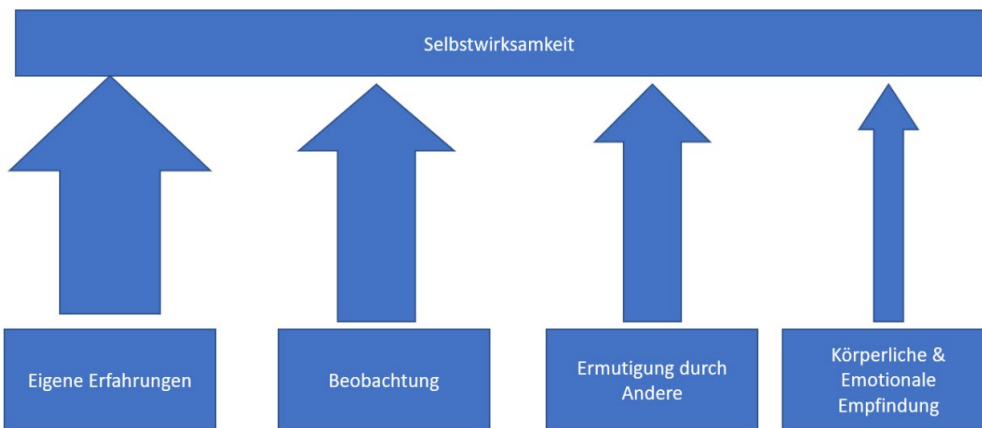 Selbstwirksamkeit
Eigene Erfahrungen
Beobachtung
Ermutigung durch
Andere
Körperliche &
Emotionale
Empfindung